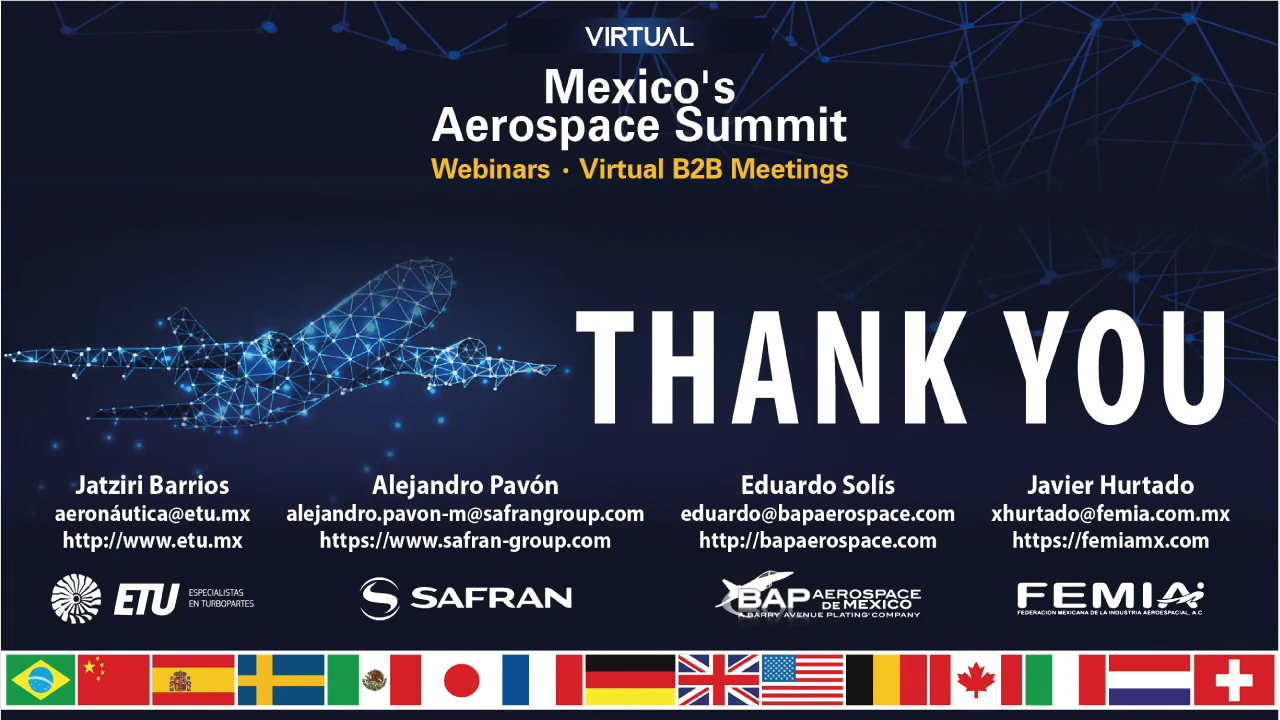 VIRTUAL
Mexico's
Aerospace Summit
Webinars · Virtual B2B Meetings
THANK YOU
Jatziri Barrios
aeronáutica@etu.mx
http://www.etu.mx
Alejandro Pavón
alejandro.pavon-m@safrangroup.com
https://www.safran-group.com
Eduardo Solís
eduardo@bapaerospace.com
http://bapaerospace.com
Javier Hurtado
xhurtado@femia.com.mx
https://femiamx.com
ETU
ESPECIALISTAS
EN TURBOPARTES
SAFRAN
BAP AEROSPACE
DE MEXICO
A BARRY AVENUE PLATING COMPANY
FEMIA
FEDERACION MEXICANA DE LA INDUSTRIA AEROESPACIAL, A.C